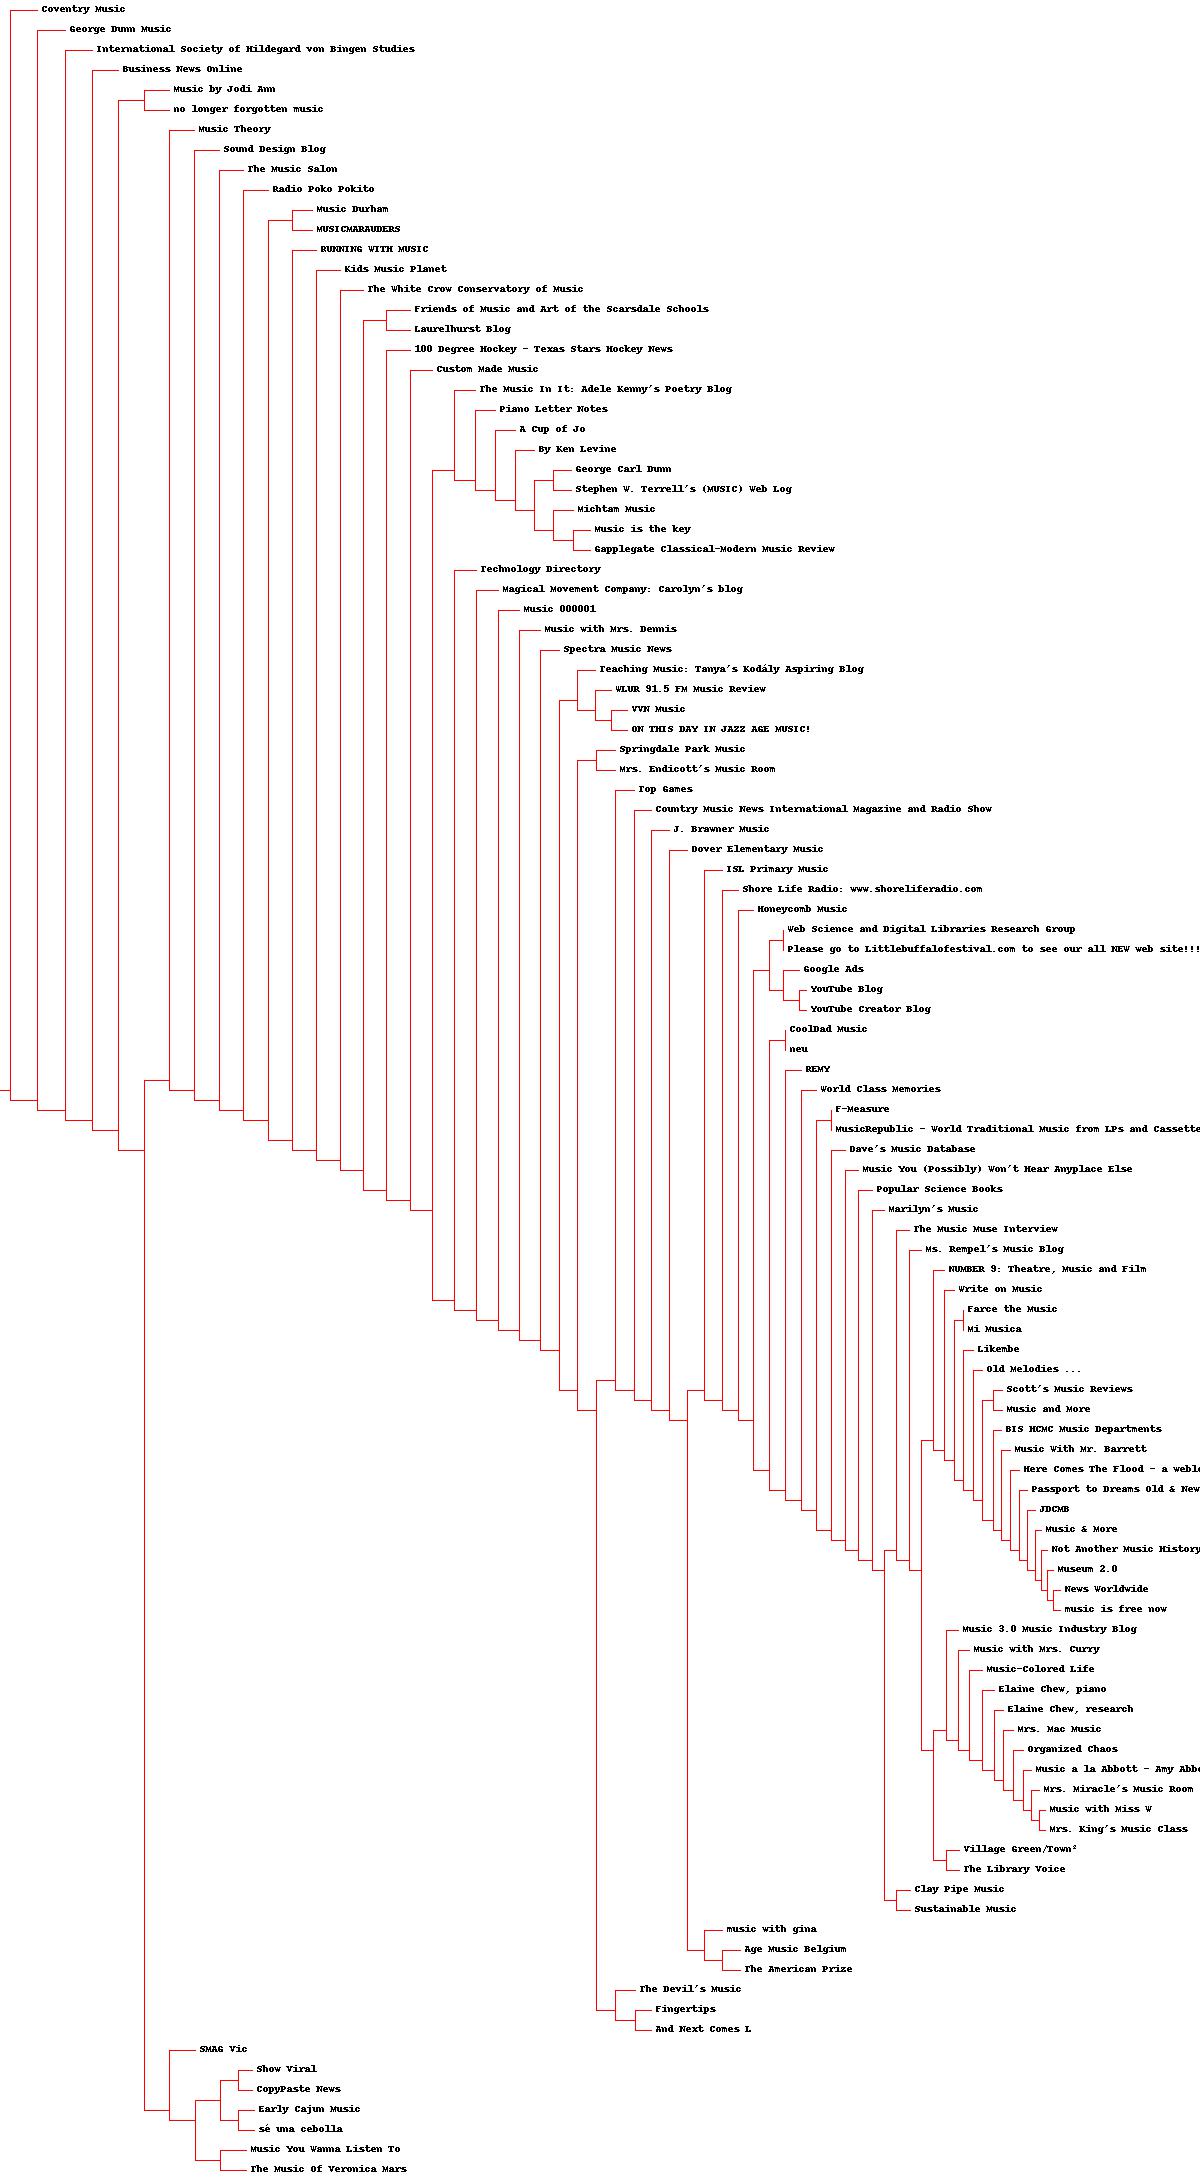 Coventry Music
George Dunn Music
International Society of Hildegard von Bingen Studies
Business News Online
Music by Jodi Ann
no longer forgotten music
Music Theory
Sound Design Blog
The Music Salon
Radio Poko Pokito
Music Durham
MUSICMARAUDERS
RUNNING WITH MUSIC
Kids Music Planet
The White Crow Conservatory of Music
Friends of Music and Art of the Scarsdale Schools
Laurelhurst Blog
100 Degree Hockey - Texas Stars Hockey News
Custom Made Music
The Music In It: Adele Kenny's Poetry Blog
Piano Letter Notes
A Cup of Jo
By Ken Levine
George Carl Dunn
Stephen W. Terrell's (MUSIC) Web Log
Michtam Music
Music is the key
Gapplegate Classical-Modern Music Review
Technology Directory
Magical Movement Company: Carolyn's blog
Music 000001
Music with Mrs. Dennis
Spectra Music News
Teaching Music: Tanya's Kodály Aspiring Blog
WLUR 91.5 FM Music Review
VVN Music
ON THIS DAY IN JAZZ AGE MUSIC!
Springdale Park Music
Mrs. Endicott's Music Room
Top Games
Country Music News International Magazine and Radio Show
J. Brawner Music
Dover Elementary Music
ISL Primary Music
Shore Life Radio: www.shoreliferadio.com
Honeycomb Music
Web Science and Digital Libraries Research Group
Please go to Littlebuffalofestival.com to see our all NEW web site!!!
Google Ads
YouTube Blog
YouTube Creator Blog
CoolDad Music
neu
REMY
World Class Memories
F-Measure
MusicRepublic - World Traditional Music from LPs and Cassette
Dave's Music Database
Music You (Possibly) Won't Hear Anyplace Else
Popular Science Books
Marilyn's Music
The Music Muse Interview
Ms. Rempel's Music Blog
NUMBER 9: Theatre, Music and Film
Write on Music
Farce the Music
Mi Musica
Likembe
Old Melodies ...
Scott's Music Reviews
Music and More
BIS HCMC Music Departments
Music With Mr. Barrett
Here Comes The Flood - a weblo
Passport to Dreams Old & New
JDCMB
Music & More
Not Another Music History
Museum 2.0
News Worldwide
music is free now
Music 3.0 Music Industry Blog
Music with Mrs. Curry
Music-Colored Life
Elaine Chew, piano
Elaine Chew, research
Mrs. Mac Music
Organized Chaos
Music a la Abbott - Amy Abbo
Mrs. Miracle's Music Room
Music with Miss W
Mrs. King's Music Class
Village Green/Town²
The Library Voice
Clay Pipe Music
Sustainable Music
music with gina
Age Music Belgium
The American Prize
The Devil's Music
Fingertips
And Next Comes L
SMAG Vic
Show Viral
CopyPaste News
Early Cajun Music
sé una cebolla
Music You Wanna Listen To
The Music Of Veronica Mars